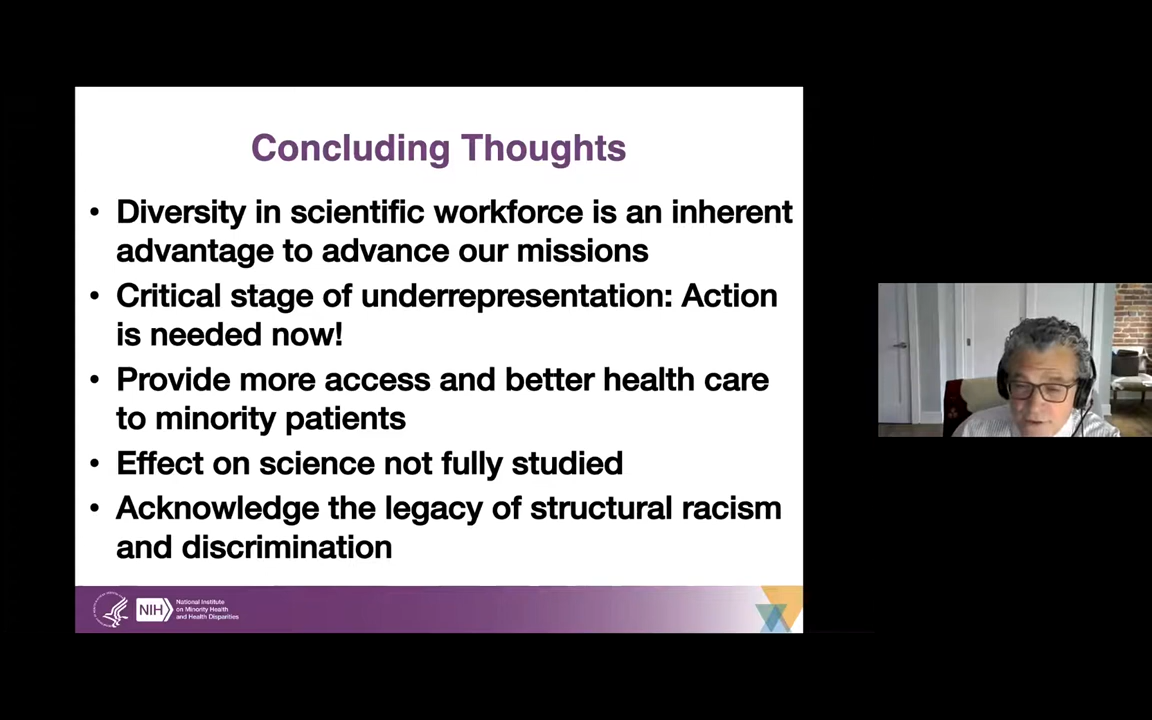 Concluding Thoughts
• Diversity in scientific workforce is an inherent
advantage to advance our missions
• Critical stage of underrepresentation: Action
is needed now!
• Provide more access and better health care
to minority patients
• Effect on science not fully studied
• Acknowledge the legacy of structural racism
and discrimination
NIH
National Institute
on Minority Health
and Health Disparities